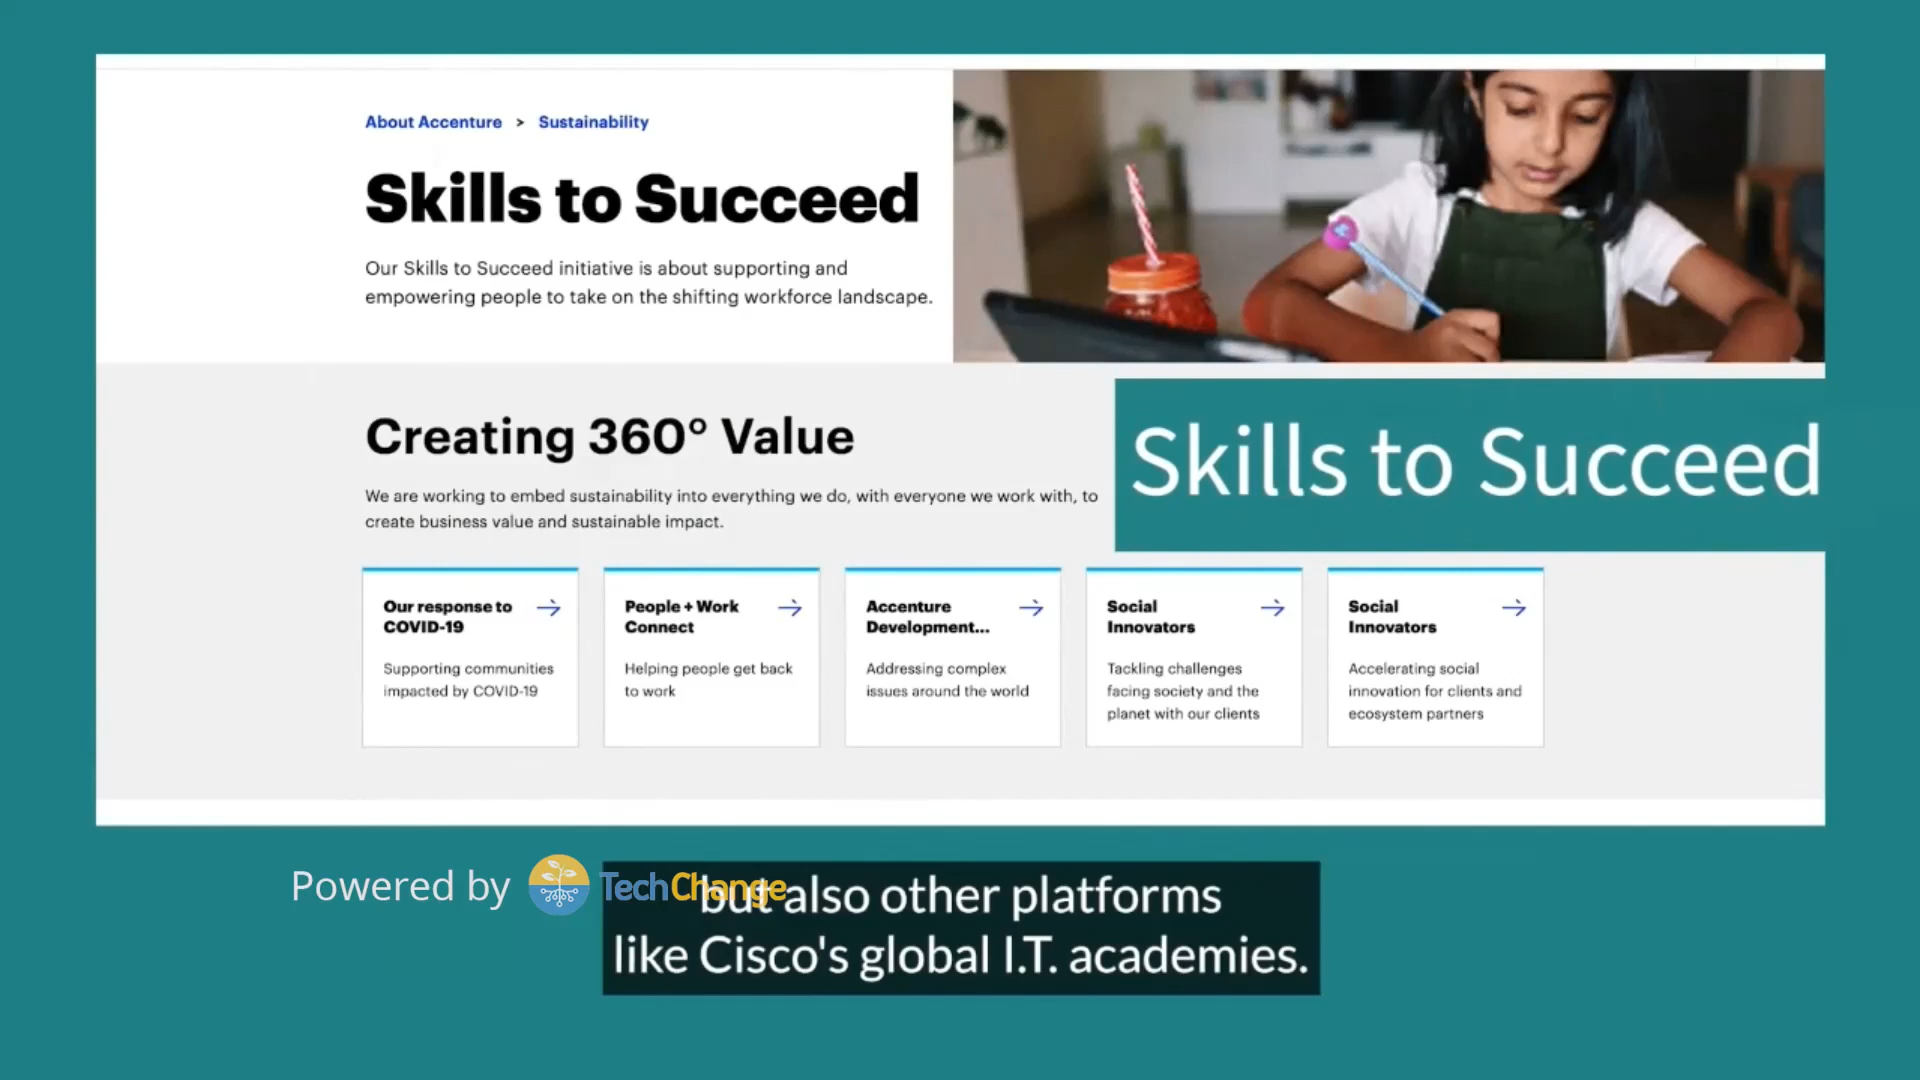 About Accenture > Sustainability
Skills to Succeed
Our Skills to Succeed initiative is about supporting and
empowering people to take on the shifting workforce landscape.
Creating 360° Value
We are working to embed sustainability into everything we do, with everyone we work with, to
create business value and sustainable impact.
Skills to Succeed
Our response to
COVID-19
Supporting communities
impacted by COVID-19
People + Work
Connect
Helping people get back
to work
Accenture
Development...
Addressing complex
issues around the world
Social
Innovators
Tackling challenges
facing society and the
planet with our clients
Social
Innovators
Accelerating social
innovation for clients and
ecosystem partners
Powered by TechChange
but also other platforms
like Cisco's global I.T. academies.